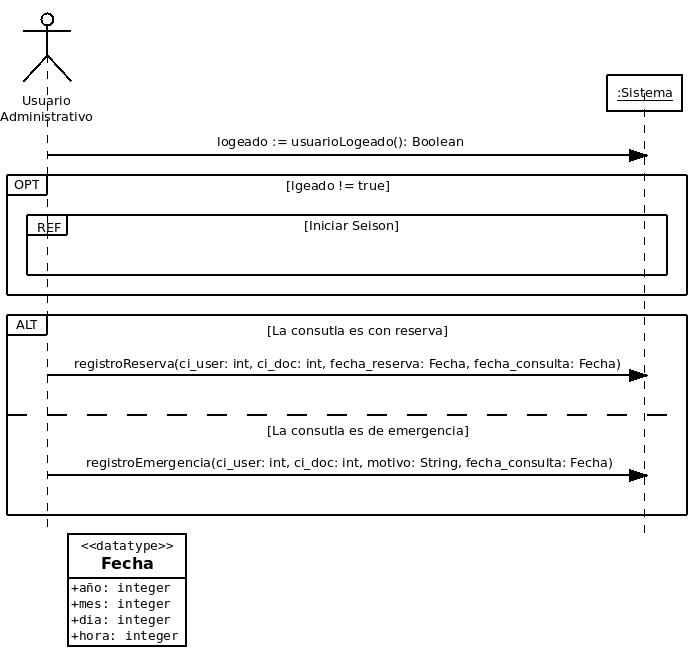 Usuario
Administrativo
:Sistema
logeado := usuarioLogeado(): Boolean
OPT
[lgeado != true]
REF
[Iniciar Seison]
ALT
[La consutla es con reserva]
registroReserva(ci_user: int, ci_doc: int, fecha_reserva: Fecha, fecha_consulta: Fecha)
[La consutla es de emergencia]
registroEmergencia(ci_user: int, ci_doc: int, motivo: String, fecha_consulta: Fecha)
<<datatype>>
Fecha
+año: integer
+mes: integer
+dia: integer
+hora: integer